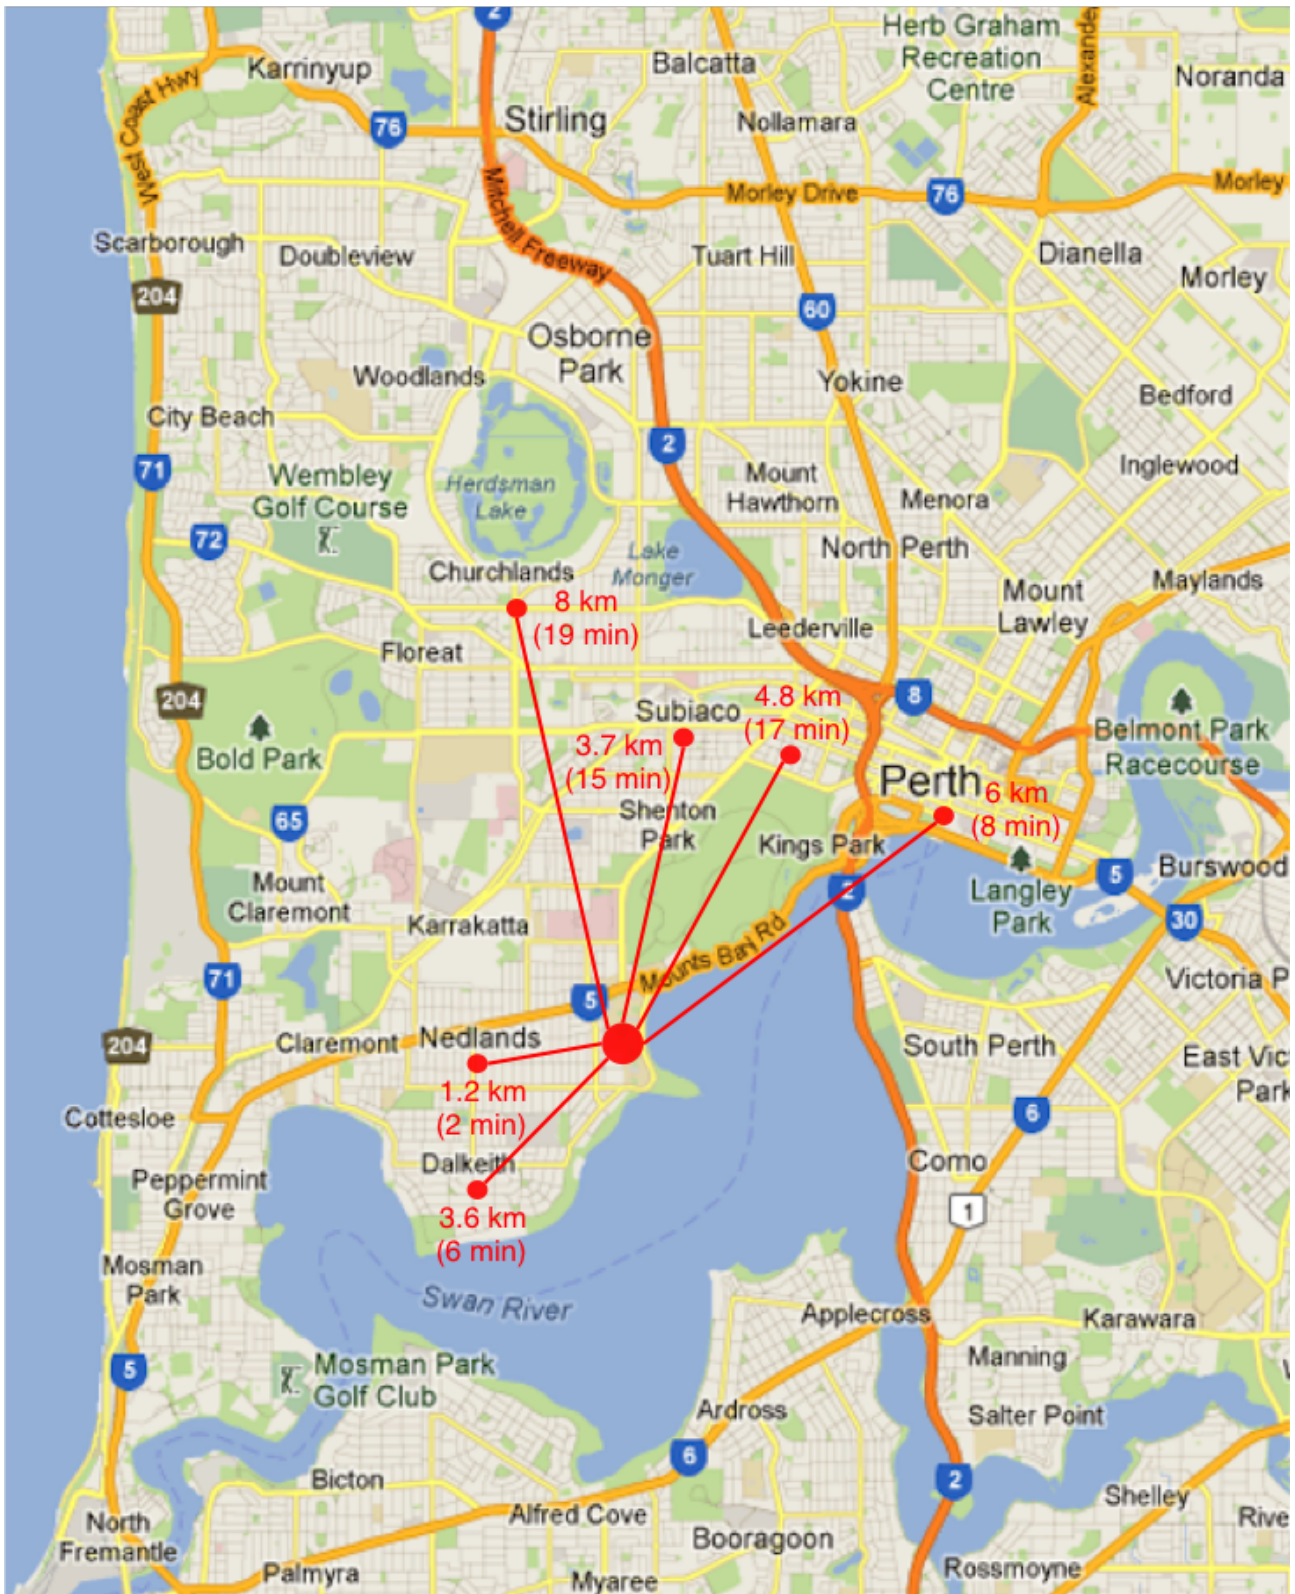 2
Herb Graham
Recreation
Centre
Alexande
Karrinyup
Balcatta
Noranda
West Coast Hwy
76
Stirling
Nollamara
Mitchell Freeway
Morley Drive
76
Morley
Scarborough
Doubleview
Tuart Hill
Dianella
Morley
204
60
Osborne
Park
Woodlands
Yokine
Bedford
City Beach
2
71
Wembley
Golf Course
Herdsman
Lake
Mount
Hawthorn
Menora
Inglewood
72
Lake
Monger
North Perth
Churchlands
Mount
Lawley
Maylands
8 km
(19 min)
Leederville
Floreat
204
8
4.8 km
(17 min)
Subiaco
3.7 km
(15 min)
Bold Park
Belmont Park
Racecourse
Perth
6 km
(8 min)
65
Shenton
Park
Kings Park
Langley
Park
5
Burswood
2
Mount
Claremont
Karrakatta
30
Mounts Bay Rd
71
5
Victoria P
204
Claremont
Nedlands
South Perth
East Vic
Park
1.2 km
(2 min)
Cottesloe
6
Dalkeith
Como
Peppermint
Grove
1
3.6 km
(6 min)
Mosman
Park
Swan River
Applecross
Karawara
5
Mosman Park
Golf Club
Manning
Ardross
Salter Point
6
2
Bicton
Shelley
North
Fremantle
Alfred Cove
Booragoon
Rive
Palmyra
Myaree
Rossmoyne